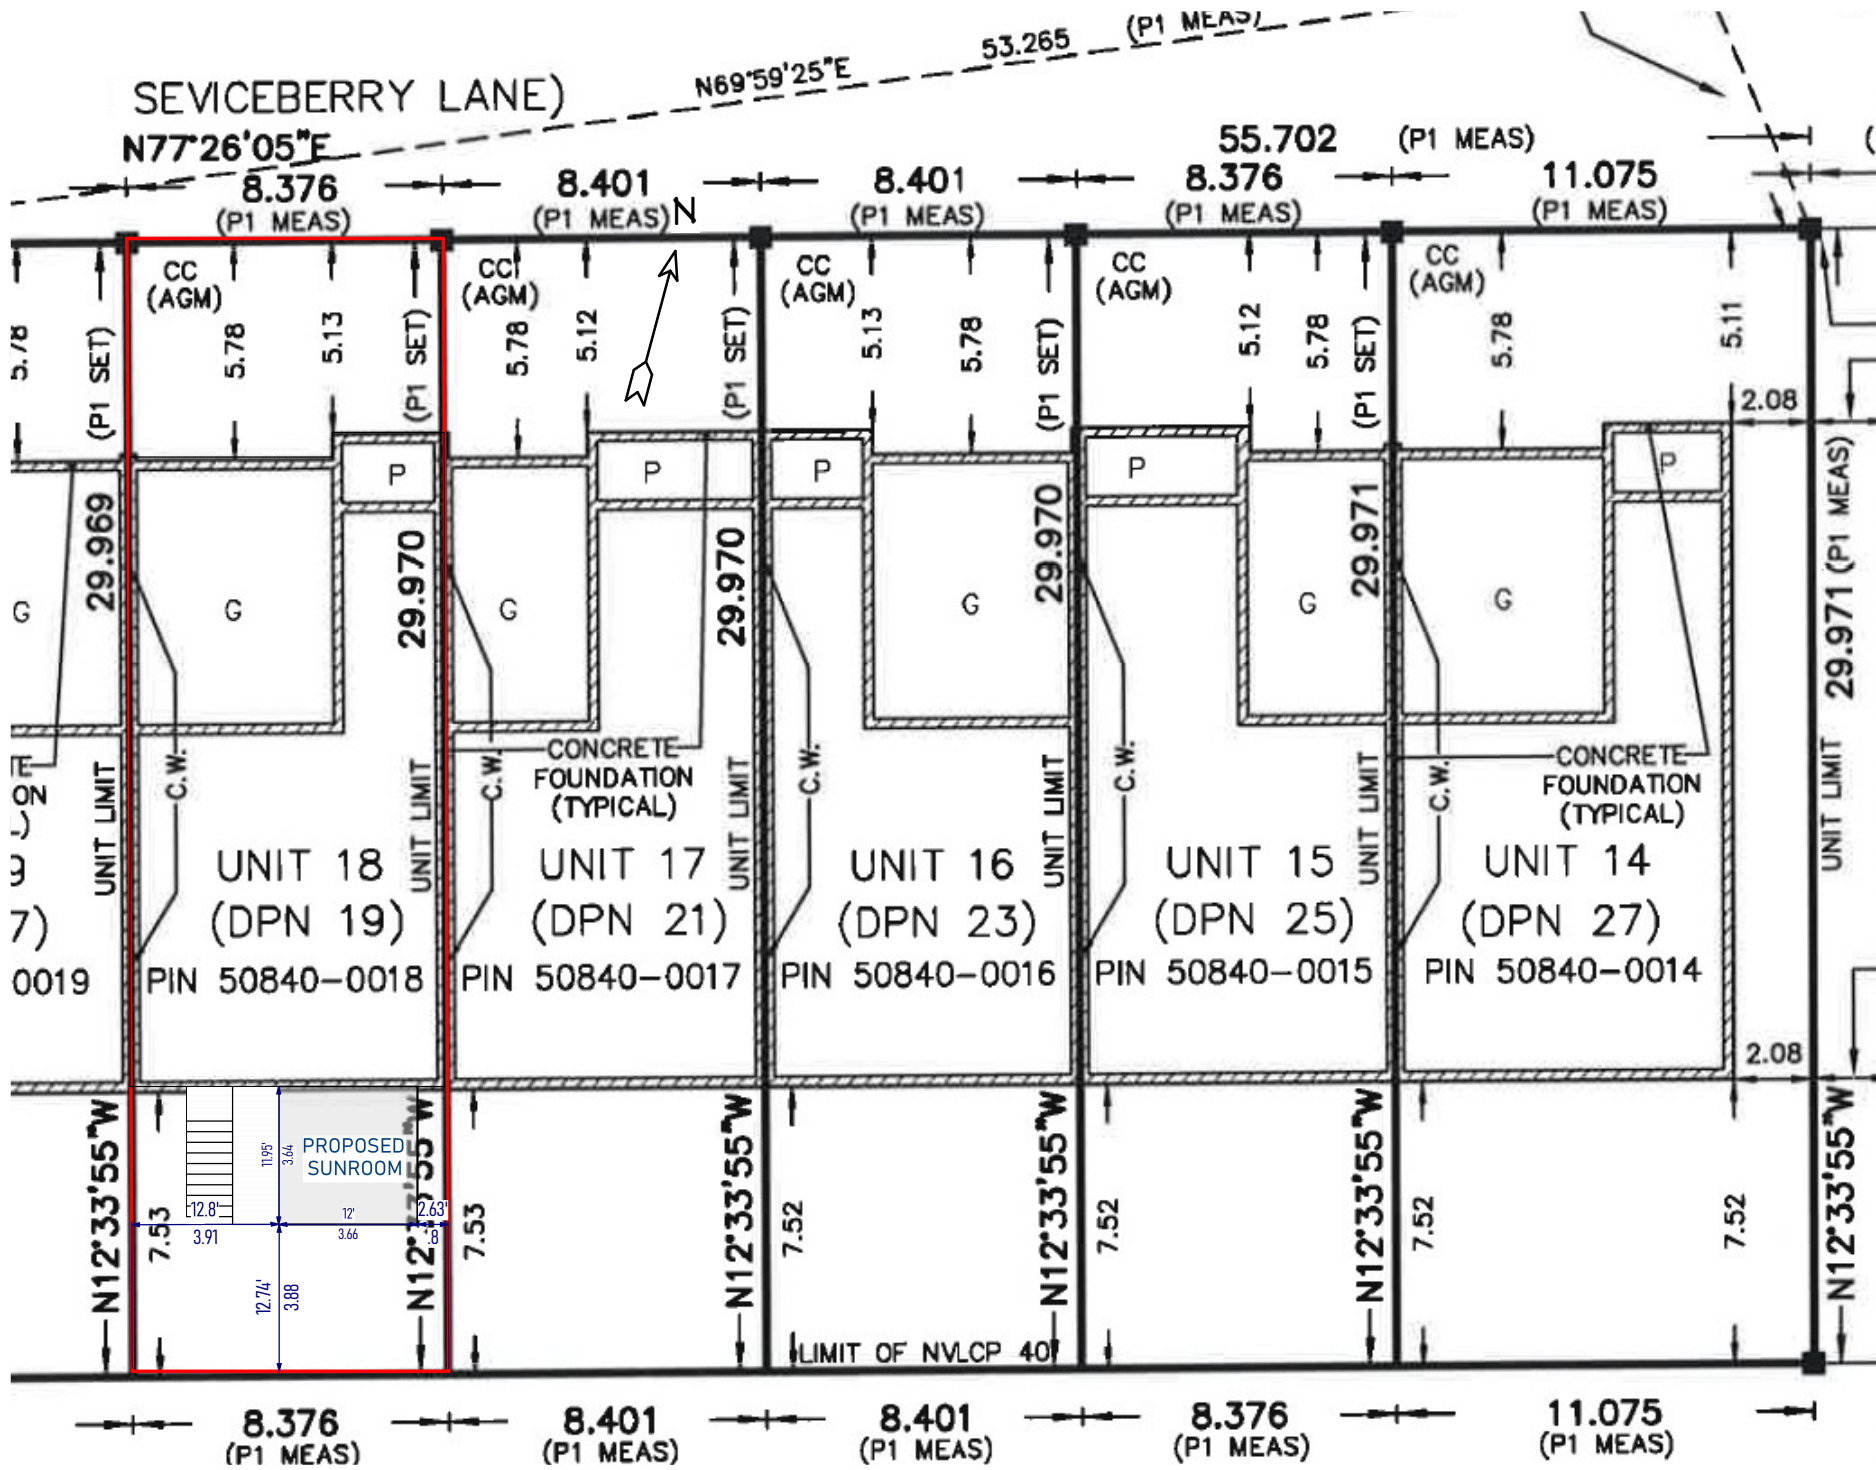 (P1 MEAS)
53.265
N69°59'25"E
SEVICEBERRY LANE)
N77°26'05"E
55.702 (P1 MEAS)
8.376
8.401
8.401
8.376
11.075
(P1 MEAS)
(P1 MEAS)
N
(P1 MEAS)
(P1 MEAS)
(P1 MEAS)
CC
(AGM)
CC
(AGM)
CC
(AGM)
CC
(AGM)
CC
(AGM)
5.78
(P1 SET)
5.78
5.13
(P1 SET)
5.78
5.12
(P1 SET)
5.13
5.78
(P1 SET)
5.12
5.78
(P1 SET)
5.78
5.11
2.08
P
P
P
P
P
29.969
29.970
29.970
29.970
29.971
29.971 (P1 MEAS)
G
G
G
G
G
G
C.W.
C.W.
C.W.
C.W.
C.W.
CONCRETE
FOUNDATION
(TYPICAL)
CONCRETE
FOUNDATION
(TYPICAL)
ON
UNIT LIMIT
UNIT LIMIT
UNIT LIMIT
UNIT LIMIT
UNIT LIMIT
UNIT LIMIT
9
7)
0019
UNIT 18
(DPN 19)
PIN 50840-0018
UNIT 17
(DPN 21)
PIN 50840-0017
UNIT 16
(DPN 23)
PIN 50840-0016
UNIT 15
(DPN 25)
PIN 50840-0015
UNIT 14
(DPN 27)
PIN 50840-0014
2.08
N12°33'55"W
7.53
11.95'
3.64
PROPOSED
SUNROOM
12.8'
3.91
12'
3.66
2.63'
.8
12.74'
3.88
7.53
N12°33'55"W
7.52
N12°33'55"W
7.52
N12°33'55"W
7.52
7.52
N12°33'55"W
LIMIT OF NVLCP 40
8.376
(P1 MEAS)
8.401
(P1 MEAS)
8.401
(P1 MEAS)
8.376
(P1 MEAS)
11.075
(P1 MEAS)